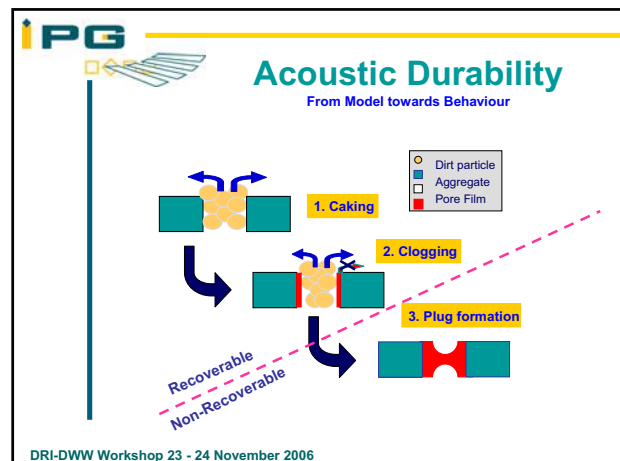 iPG
Acoustic Durability
From Model towards Behaviour
Dirt particle
Aggregate
Pore Film
1. Caking
2. Clogging
3. Plug formation
Recoverable
Non-Recoverable
DRI-DWW Workshop 23 - 24 November 2006